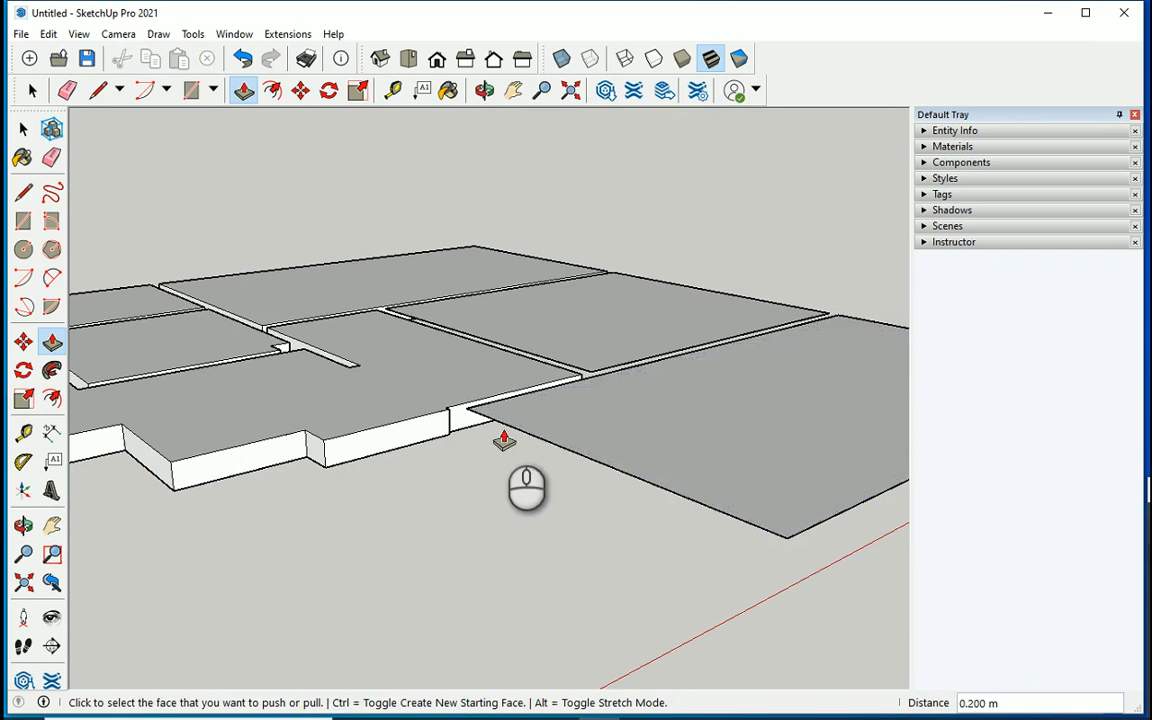 Untitled - SketchUp Pro 2021
File Edit View Camera Draw Tools Window Extensions Help
A1
Default Tray
Entity Info
Materials
Components
Styles
Tags
Shadows
Scenes
Instructor
A1
Click to select the face that you want to push or pull. | Ctrl = Toggle Create New Starting Face. | Alt = Toggle Stretch Mode.
Distance 0.200 m